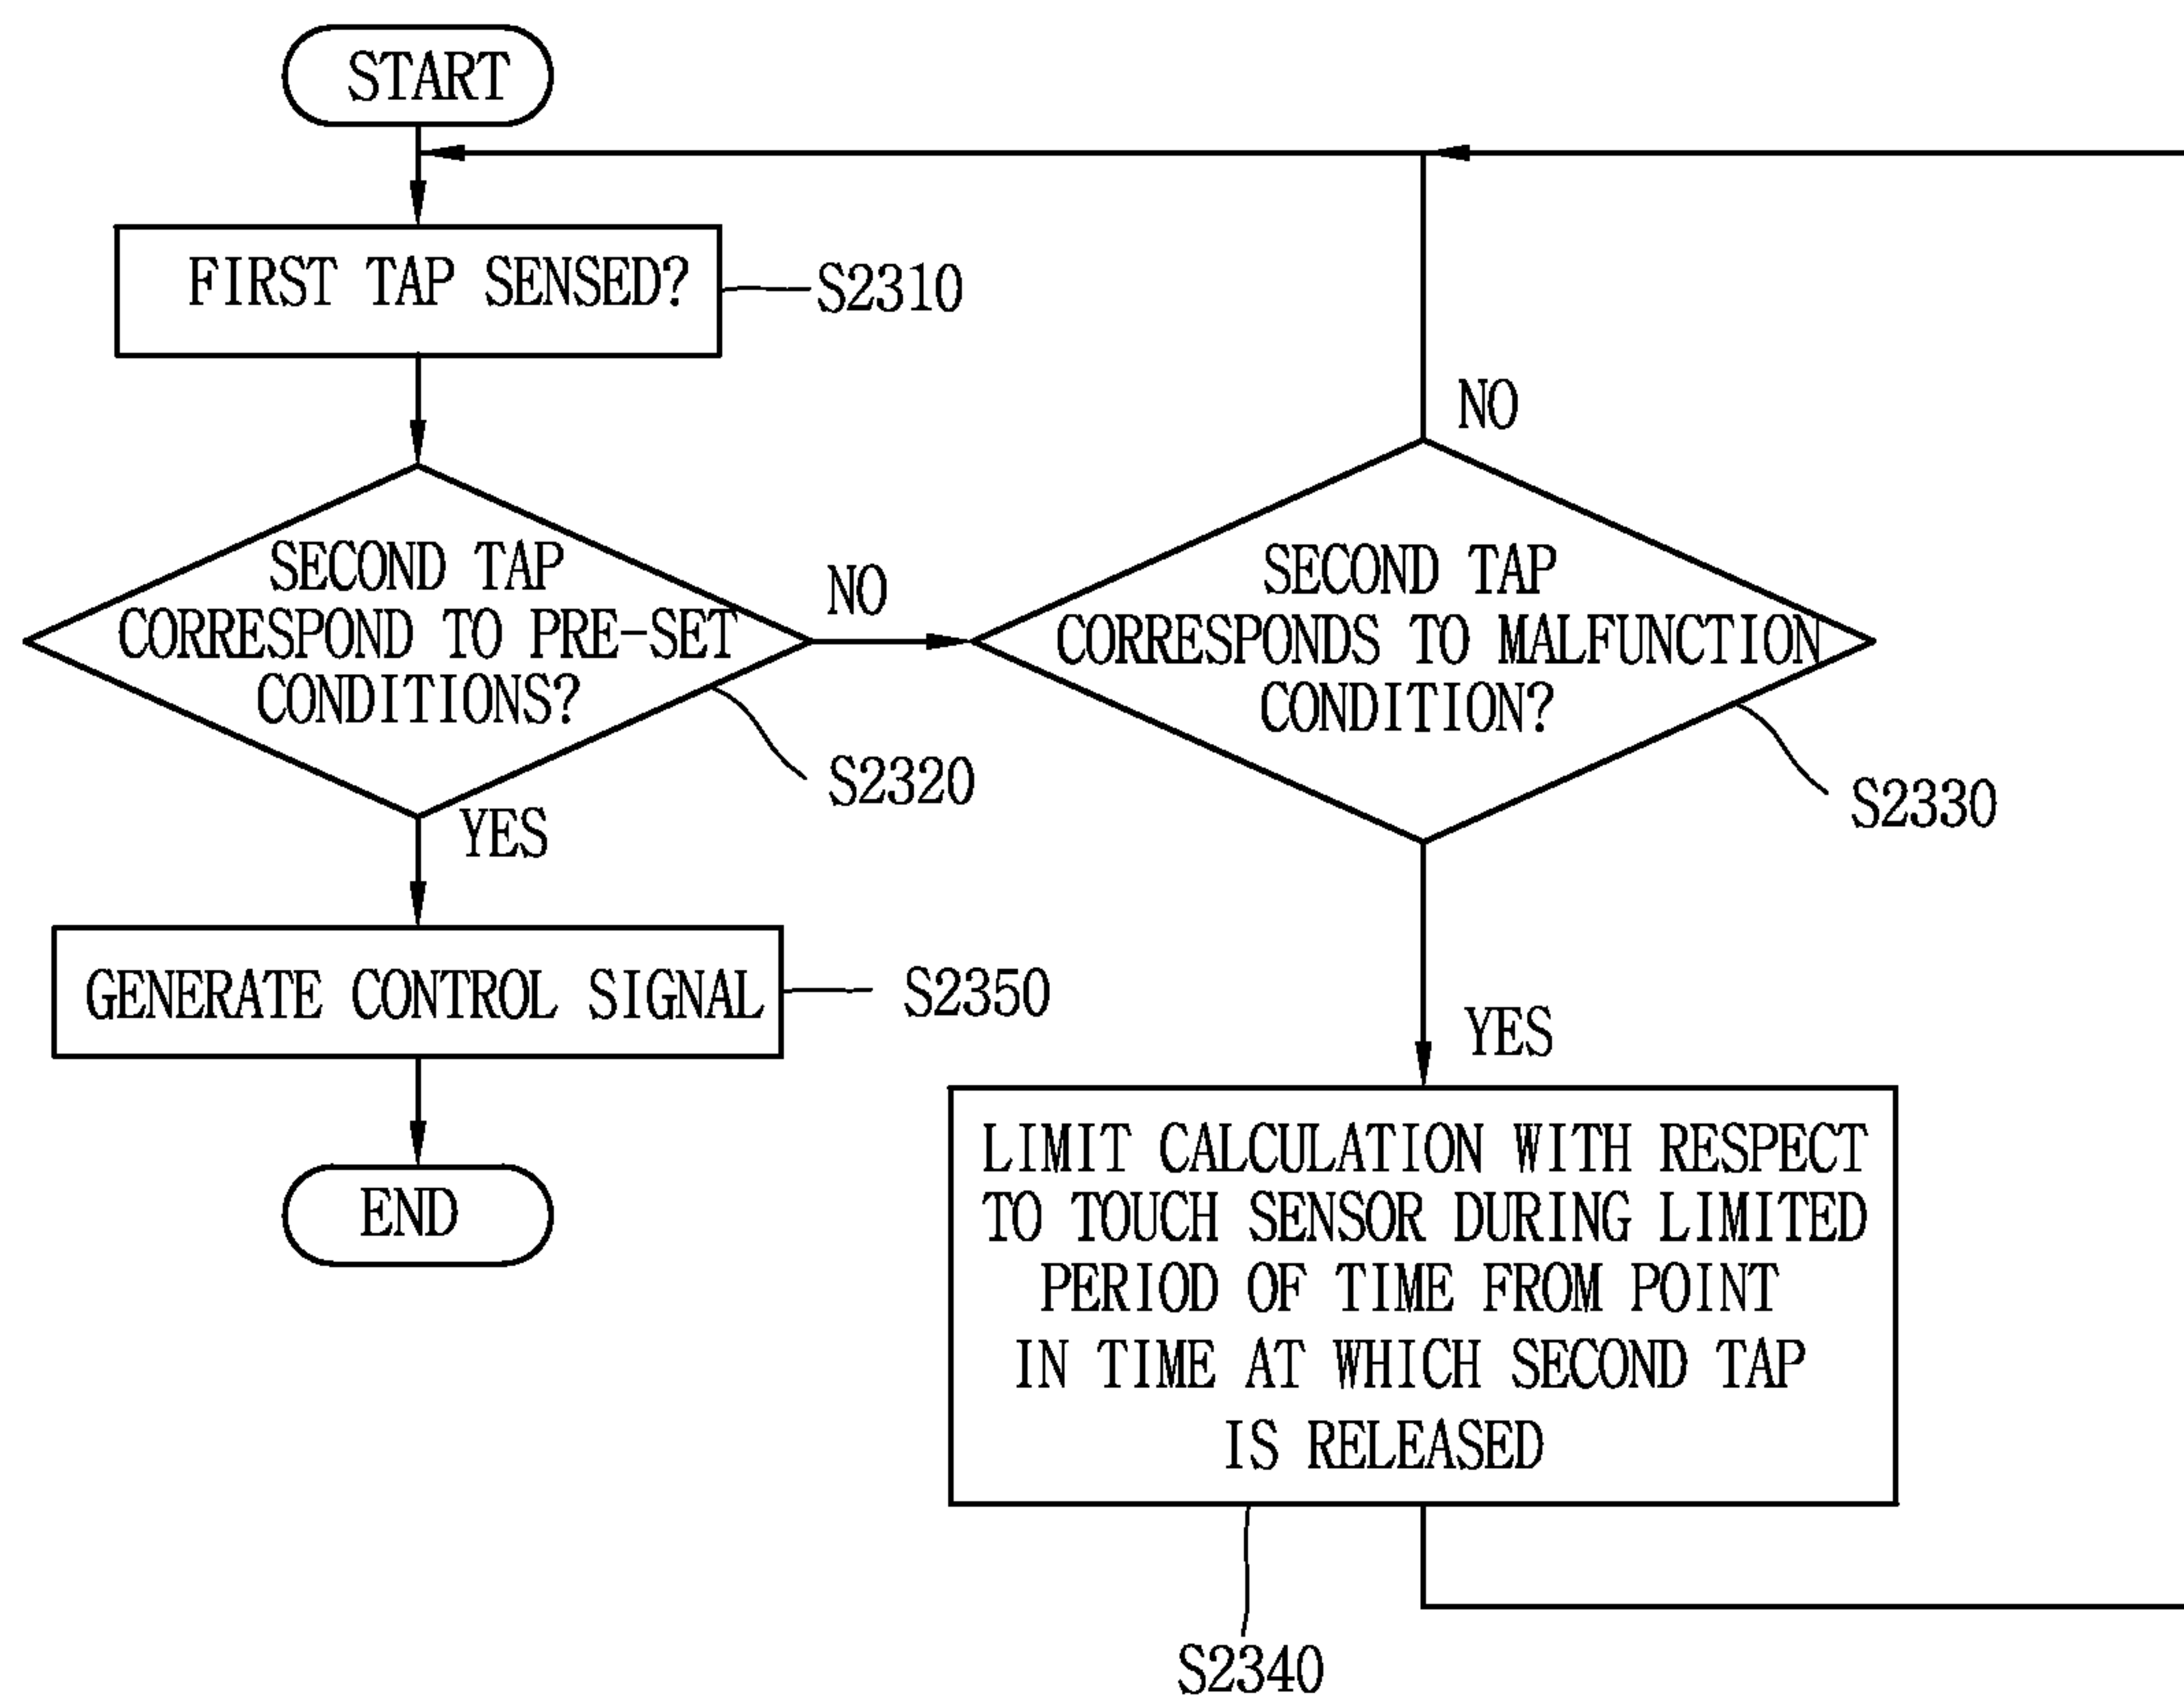 START
FIRST TAP SENSED?
S2310
SECOND TAP
CORRESPOND TO PRE-SET
CONDITIONS?
S2320
NO
YES
SECOND TAP
CORRESPONDS TO MALFUNCTION
CONDITION?
S2330
NO
YES
GENERATE CONTROL SIGNAL
S2350
END
LIMIT CALCULATION WITH RESPECT
TO TOUCH SENSOR DURING LIMITED
PERIOD OF TIME FROM POINT
IN TIME AT WHICH SECOND TAP
IS RELEASED
S2340